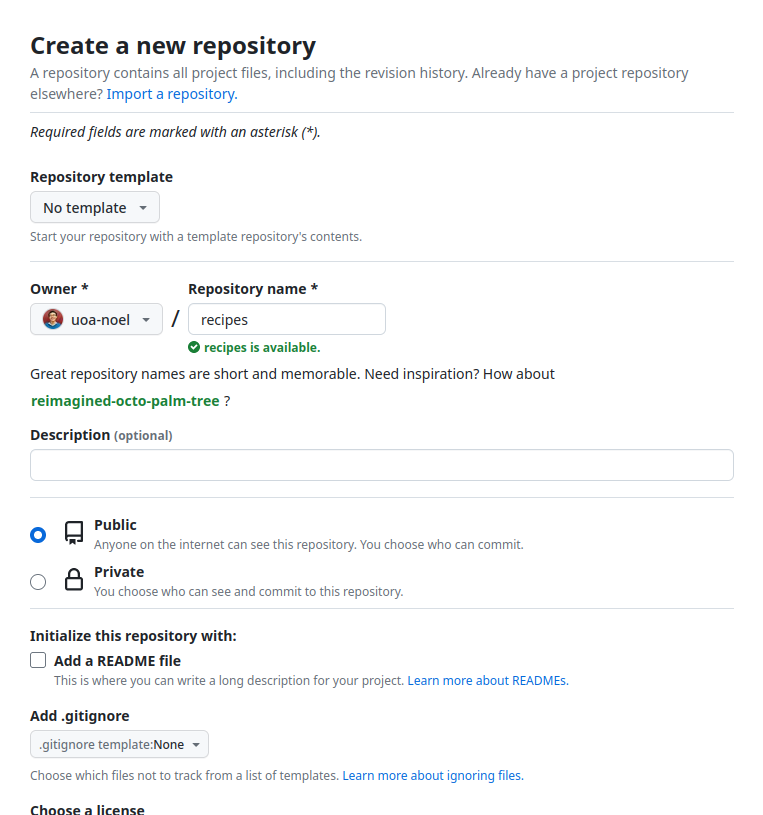 Create a new repository
A repository contains all project files, including the revision history. Already have a project repository
elsewhere? Import a repository.
Required fields are marked with an asterisk (*).
Repository template
No template
Start your repository with a template repository's contents.
Owner *
Repository name *
uoa-noel / recipes
recipes is available.
Great repository names are short and memorable. Need inspiration? How about
reimagined-octo-palm-tree ?
Description (optional)
Public
Anyone on the internet can see this repository. You choose who can commit.
Private
You choose who can see and commit to this repository.
Initialize this repository with:
Add a README file
This is where you can write a long description for your project. Learn more about READMEs.
Add .gitignore
.gitignore template:None
Choose which files not to track from a list of templates. Learn more about ignoring files.
Choose a license